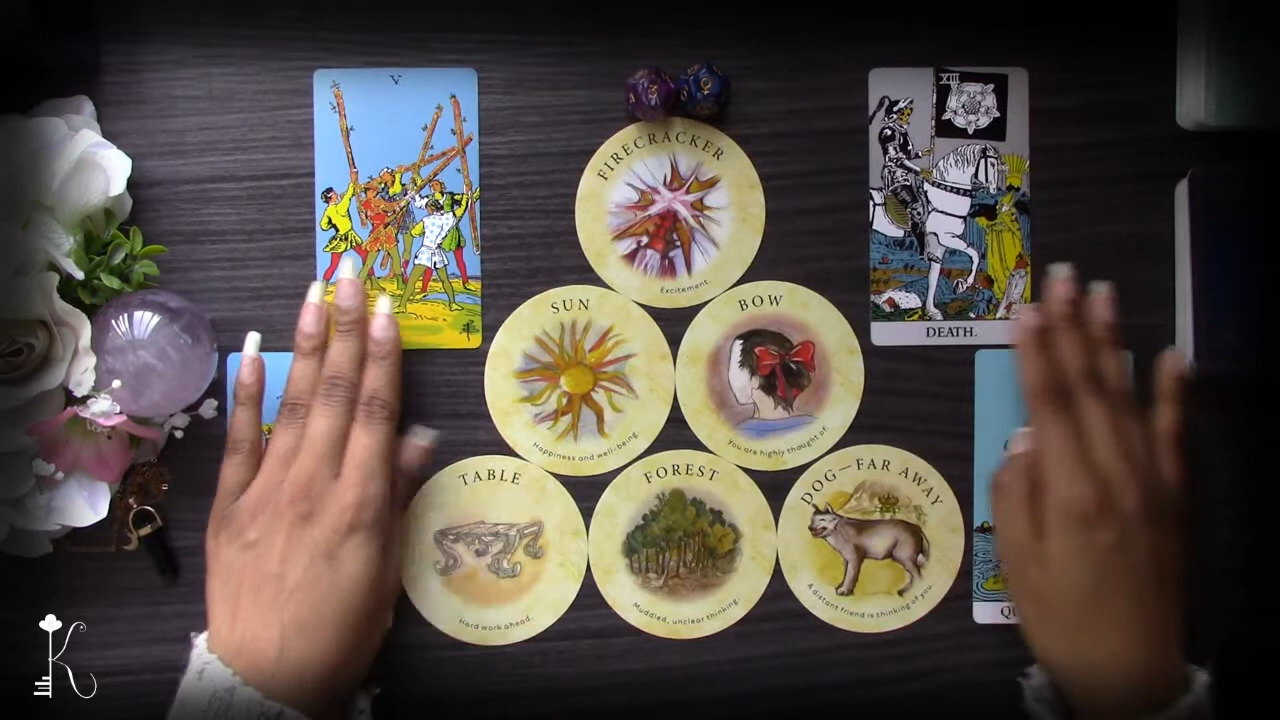 V
XIII
DEATH.
FIRECRACKER
Excitement.
SUN
Happiness and well-being.
BOW
You are highly thought of.
TABLE
Hard work ahead.
FOREST
Muddled, unclear thinking.
DOG—FAR AWAY
A distant friend is thinking of you.
K